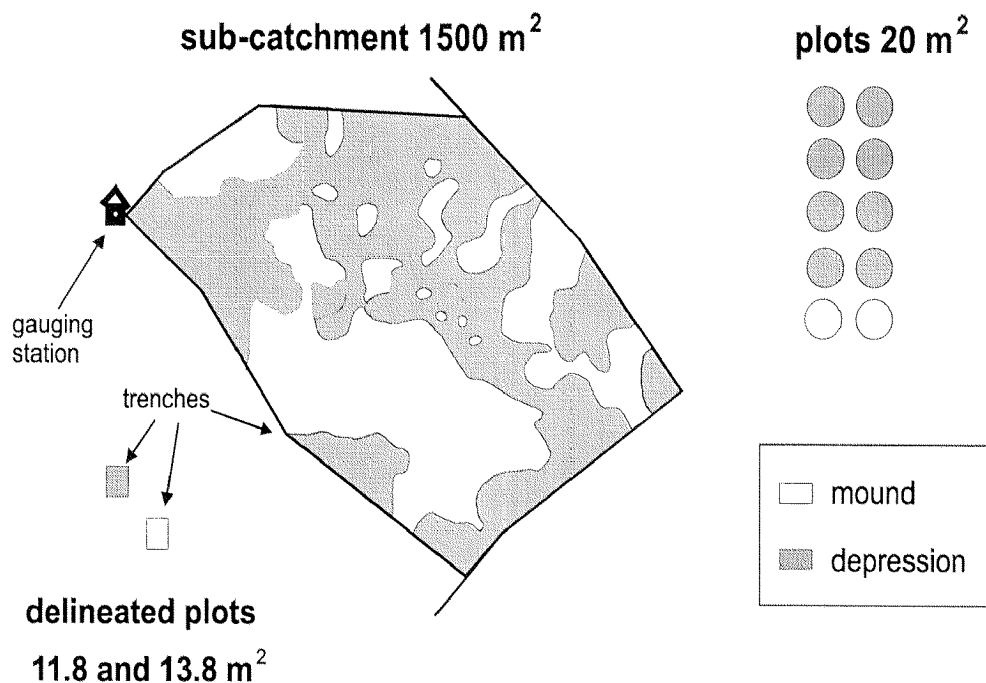 sub-catchment 1500 m²
plots 20 m²
gauging
station
trenches
mound
depression
delineated plots
11.8 and 13.8 m²